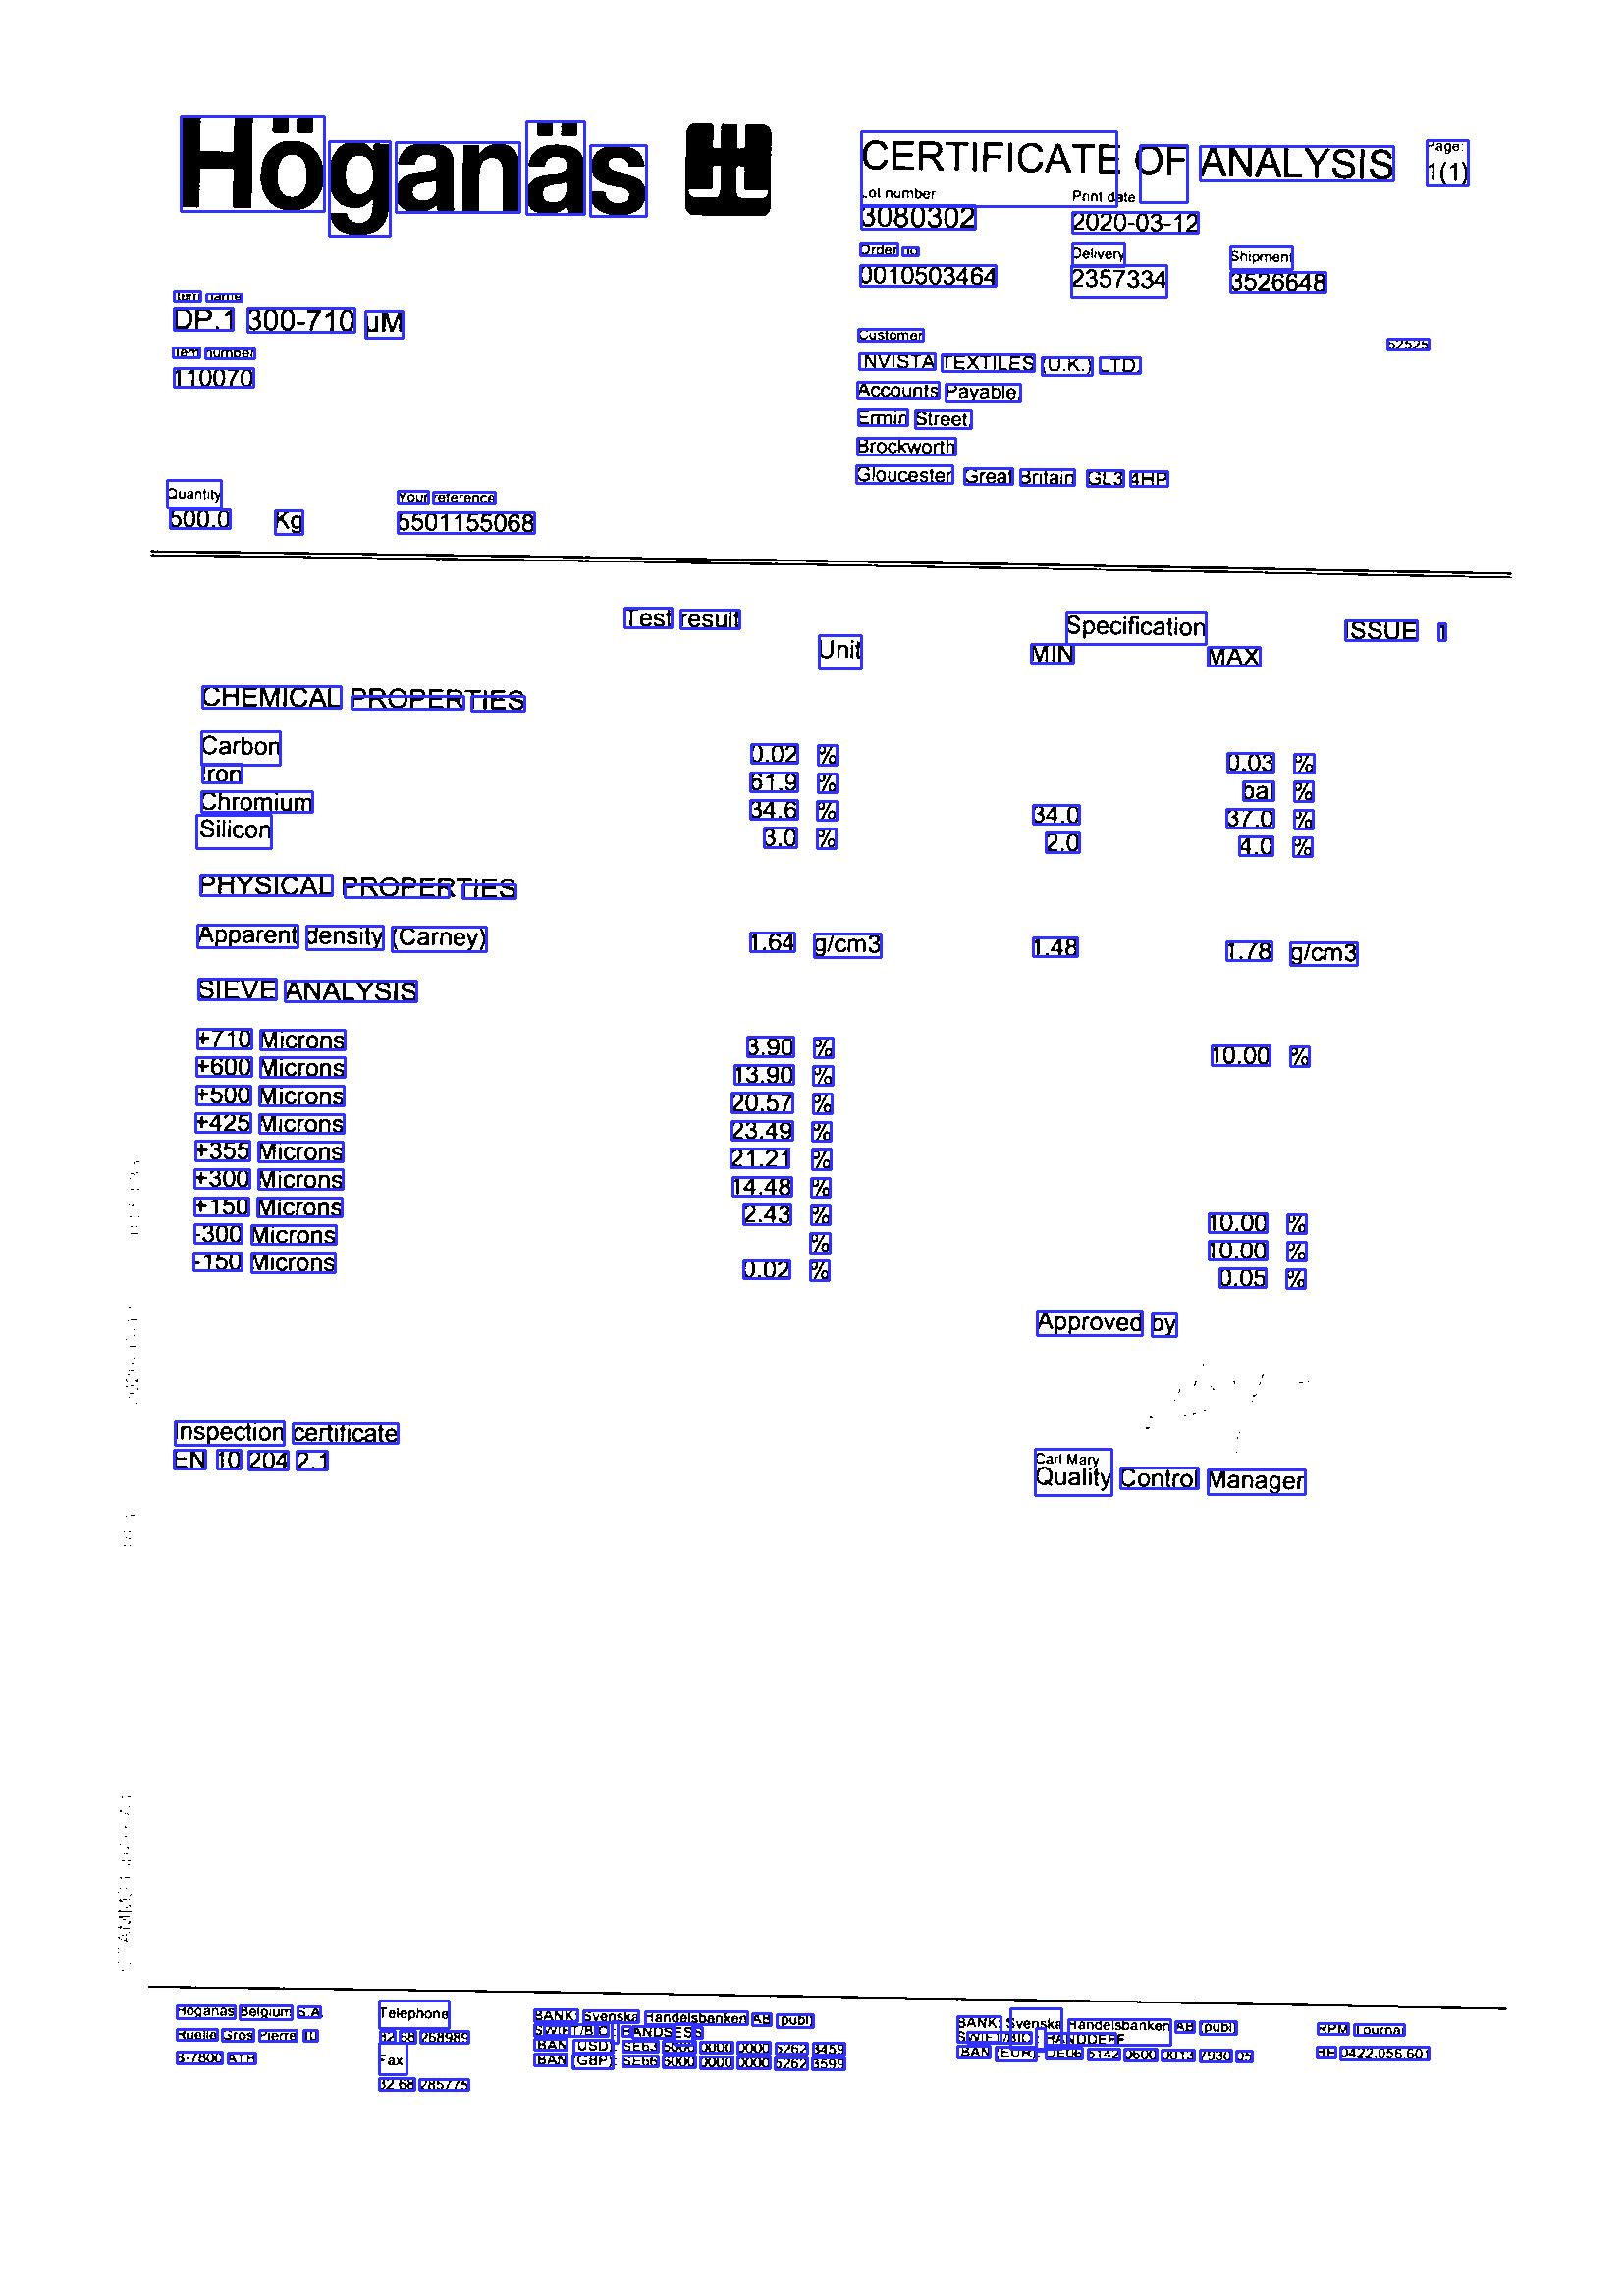 Höganäs
CERTIFICATE OF ANALYSIS
Page:
1(1)
Lot number Print date
3080302 2020-03-12
Order no Delivery Shipment
0010503464 2357334 3526648
Item name
DP.1 300-710 µM
Item number
110070
Customer 52525
INVISTA TEXTILES (U.K.) LTD
Accounts Payable,
Ermin Street,
Brockworth
Gloucester Great Britain GL3 4HP
Quantity Your reference
500.0 Kg 5501155068
Test result Specification ISSUE 1
Unit MIN MAX
CHEMICAL PROPERTIES
Carbon 0.02 % 0.03 %
Iron 61.9 % bal %
Chromium 34.6 % 34.0 37.0 %
Silicon 3.0 % 2.0 4.0 %
PHYSICAL PROPERTIES
Apparent density (Carney) 1.64 g/cm3 1.48 1.78 g/cm3
SIEVE ANALYSIS
+710 Microns 3.90 % 10.00 %
+600 Microns 13.90 %
+500 Microns 20.57 %
+425 Microns 23.49 %
+355 Microns 21.21 %
+300 Microns 14.48 %
+150 Microns 2.43 % 10.00 %
-300 Microns % 10.00 %
-150 Microns 0.02 % 0.05 %
Approved by
Inspection certificate
EN 10 204 2.1
Carl Mary
Quality Control Manager
Höganäs Belgium S.A. Telephone BANK: Svenska Handelsbanken AB (publ) BANK: Svenska Handelsbanken AB (publ) RPM Tournai
Ruelle Gros Pierre 10 32 68 268989 SWIFT/BIC: HANDSESS SWIFT/BIC: HANDDEFF
B-7800 ATH Fax IBAN (USD): SE63 6000 0000 0000 5262 3459 IBAN (EUR): DE06 5142 0600 0013 7930 05 BE 0422.056.601
32 68 285775 IBAN (GBP): SE66 6000 0000 0000 5262 3599